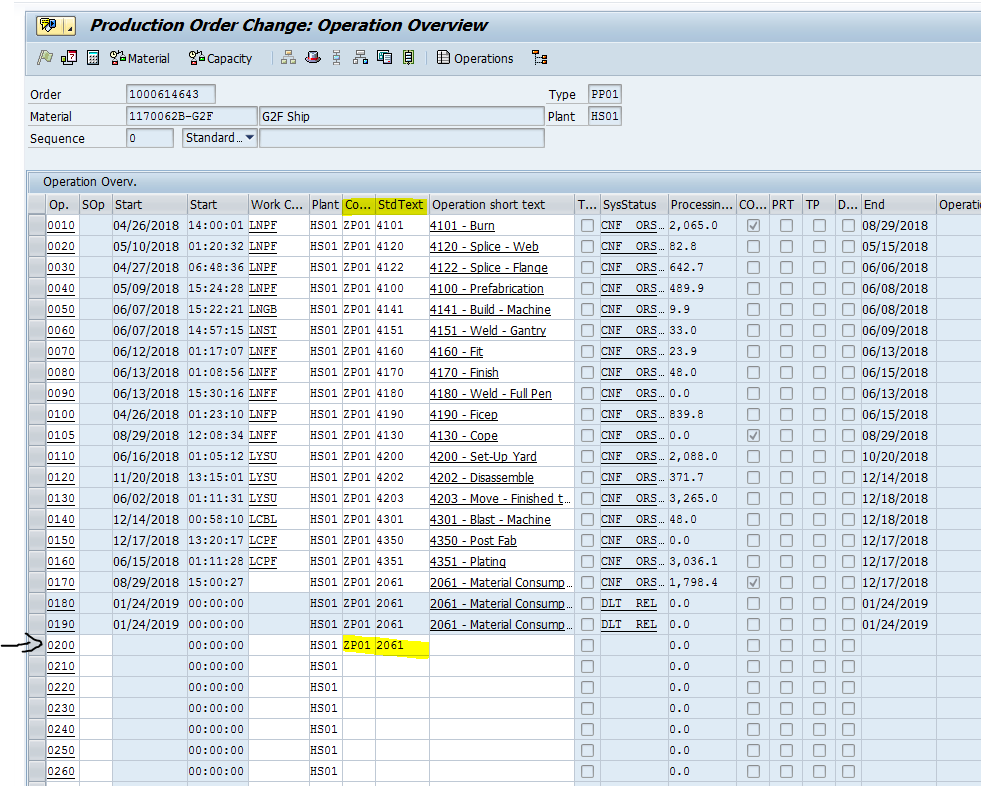 Production Order Change: Operation Overview
Material Capacity Operations
Order 1000614643 Type PP01
Material 1170062B-G2F G2F Ship Plant HS01
Sequence 0 Standard...
Operation Overv.
Op. SOp Start Start Work C... Plant Co... StdText Operation short text T... SysStatus Processin... CO... PRT TP D... End Operati
0010 04/26/2018 14:00:01 LNPF HS01 ZP01 4101 4101 - Burn CNF ORS... 2,065.0 08/29/2018
0020 05/10/2018 01:20:32 LNPF HS01 ZP01 4120 4120 - Splice - Web CNF ORS... 82.8 05/15/2018
0030 04/27/2018 06:48:36 LNPF HS01 ZP01 4122 4122 - Splice - Flange CNF ORS... 642.7 06/06/2018
0040 05/09/2018 15:24:28 LNPF HS01 ZP01 4100 4100 - Prefabrication CNF ORS... 489.9 06/08/2018
0050 06/07/2018 15:22:21 LNGB HS01 ZP01 4141 4141 - Build - Machine CNF ORS... 9.9 06/08/2018
0060 06/07/2018 14:57:15 LNST HS01 ZP01 4151 4151 - Weld - Gantry CNF ORS... 33.0 06/09/2018
0070 06/12/2018 01:17:07 LNFF HS01 ZP01 4160 4160 - Fit CNF ORS... 23.9 06/13/2018
0080 06/13/2018 01:08:56 LNFF HS01 ZP01 4170 4170 - Finish CNF ORS... 48.0 06/15/2018
0090 06/13/2018 15:30:16 LNFF HS01 ZP01 4180 4180 - Weld - Full Pen CNF ORS... 0.0 06/13/2018
0100 04/26/2018 01:23:10 LNFP HS01 ZP01 4190 4190 - Ficep CNF ORS... 839.8 06/15/2018
0105 08/29/2018 12:08:34 LNFF HS01 ZP01 4130 4130 - Cope CNF ORS... 0.0 08/29/2018
0110 06/16/2018 01:05:12 LYSU HS01 ZP01 4200 4200 - Set-Up Yard CNF ORS... 2,088.0 10/20/2018
0120 11/20/2018 13:15:01 LYSU HS01 ZP01 4202 4202 - Disassemble CNF ORS... 371.7 12/14/2018
0130 06/02/2018 01:11:31 LYSU HS01 ZP01 4203 4203 - Move - Finished t... CNF ORS... 3,265.0 12/18/2018
0140 12/14/2018 00:58:10 LCBL HS01 ZP01 4301 4301 - Blast - Machine CNF ORS... 48.0 12/18/2018
0150 12/17/2018 13:20:17 LCPF HS01 ZP01 4350 4350 - Post Fab CNF ORS... 0.0 12/17/2018
0160 06/15/2018 01:11:28 LCPF HS01 ZP01 4351 4351 - Plating CNF ORS... 3,036.1 12/17/2018
0170 08/29/2018 15:00:27 HS01 ZP01 2061 2061 - Material Consump... CNF ORS... 1,798.4 12/17/2018
0180 01/24/2019 00:00:00 HS01 ZP01 2061 2061 - Material Consump... DLT REL 0.0 01/24/2019
0190 01/24/2019 00:00:00 HS01 ZP01 2061 2061 - Material Consump... DLT REL 0.0 01/24/2019
0200 00:00:00 HS01 ZP01 2061 0.0
0210 00:00:00 HS01 0.0
0220 00:00:00 HS01 0.0
0230 00:00:00 HS01 0.0
0240 00:00:00 HS01 0.0
0250 00:00:00 HS01 0.0
0260 00:00:00 HS01 0.0